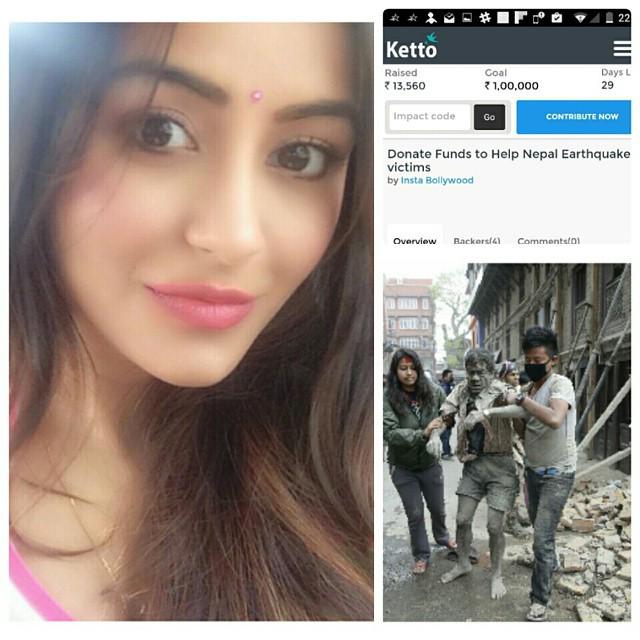 22
Ketto
Raised
Goal
Days L
₹ 13,560
₹ 1,00,000
29
Impact code
Go
CONTRIBUTE NOW
Donate Funds to Help Nepal Earthquake
victims
by Insta Bollywood
Overview
Backers(4)
Comments(0)